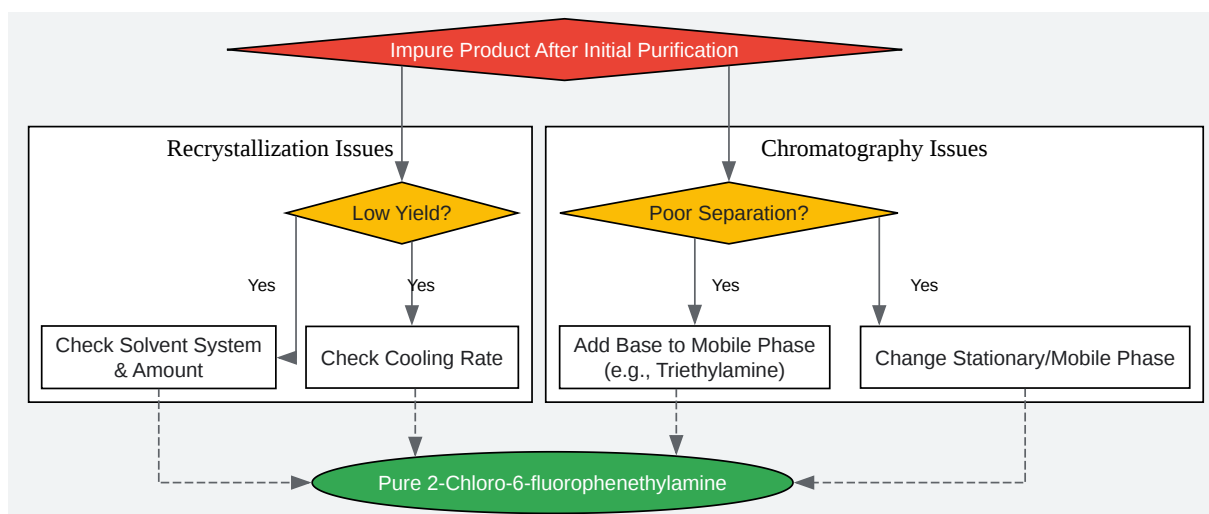 Impure Product After Initial Purification
Recrystallization Issues
Chromatography Issues
Low Yield?
Poor Separation?
Yes
Yes
Yes
Yes
Check Solvent System
& Amount
Check Cooling Rate
Add Base to Mobile Phase
(e.g., Triethylamine)
Change Stationary/Mobile Phase
Pure 2-Chloro-6-fluorophenethylamine